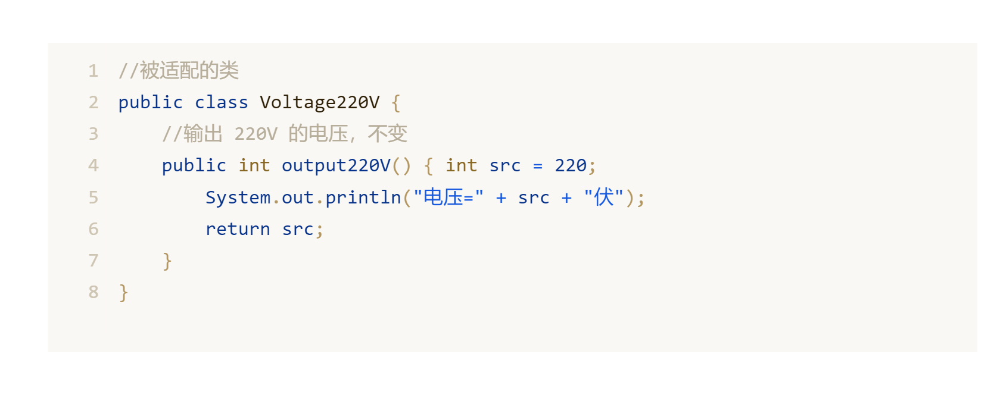 1 //被适配的类
2 public class Voltage220V {
3     //输出 220V 的电压，不变
4     public int output220V() { int src = 220;
5         System.out.println("电压=" + src + "伏");
6         return src;
7     }
8 }